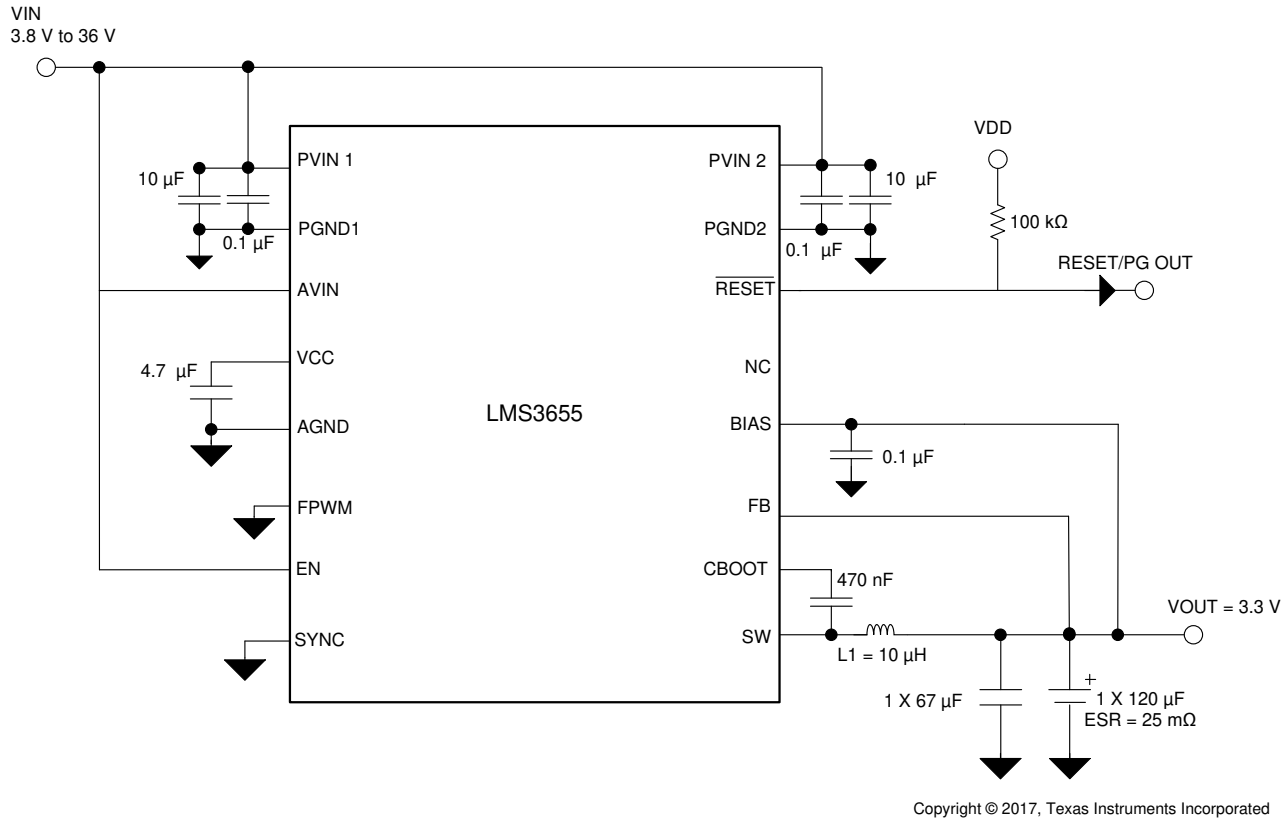 VIN
3.8 V to 36 V
VDD
PVIN 1
PVIN 2
10 µF
10 µF
100 kΩ
PGND1
PGND2
0.1 µF
0.1 µF
RESET/PG OUT
AVIN
RESET
VCC
NC
4.7 µF
LMS3655
AGND
BIAS
0.1 µF
FPWM
FB
EN
CBOOT
470 nF
VOUT = 3.3 V
SYNC
SW
L1 = 10 µH
+
1 X 67 µF
1 X 120 µF
ESR = 25 mΩ
Copyright © 2017, Texas Instruments Incorporated